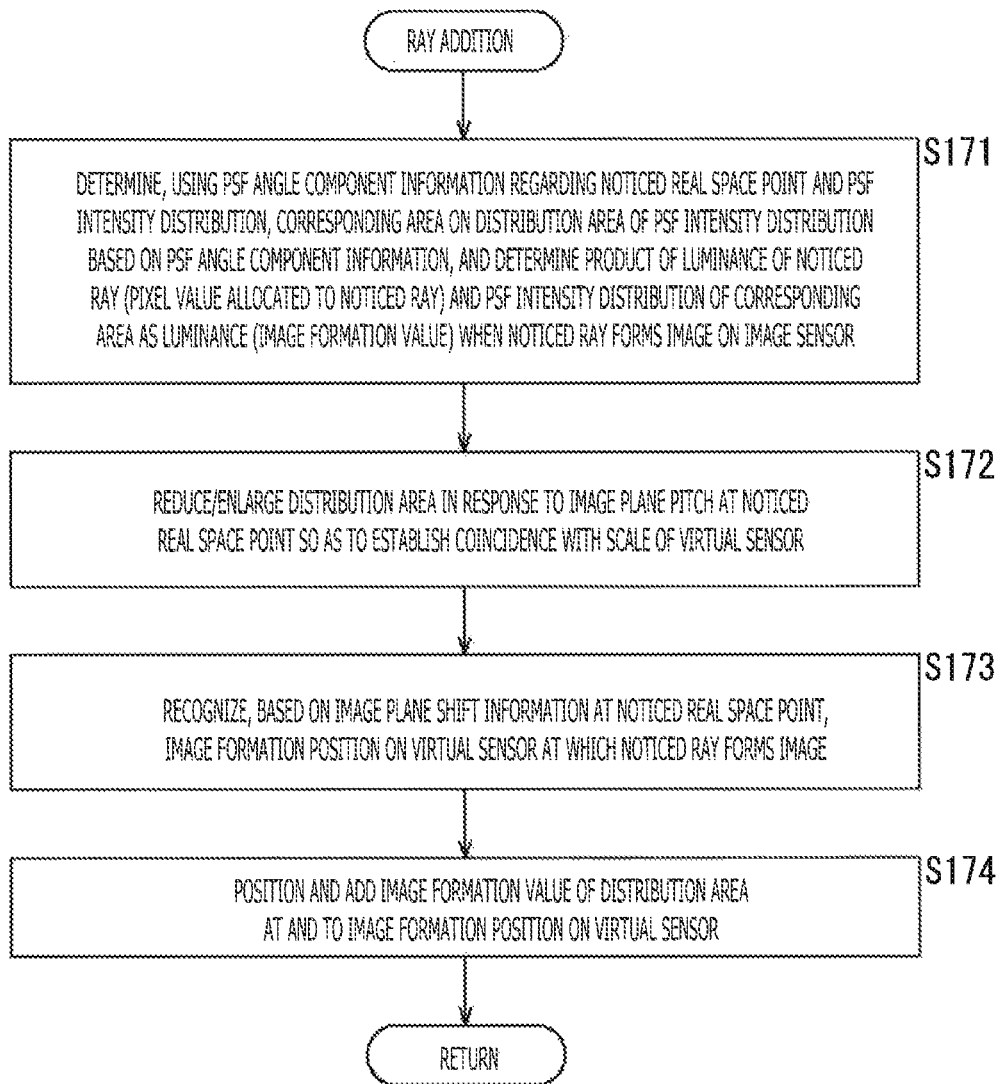 RAY ADDITION
S171
DETERMINE, USING PSF ANGLE COMPONENT INFORMATION REGARDING NOTICED REAL SPACE POINT AND PSF
INTENSITY DISTRIBUTION, CORRESPONDING AREA ON DISTRIBUTION AREA OF PSF INTENSITY DISTRIBUTION
BASED ON PSF ANGLE COMPONENT INFORMATION, AND DETERMINE PRODUCT OF LUMINANCE OF NOTICED
RAY (PIXEL VALUE ALLOCATED TO NOTICED RAY) AND PSF INTENSITY DISTRIBUTION OF CORRESPONDING
AREA AS LUMINANCE (IMAGE FORMATION VALUE) WHEN NOTICED RAY FORMS IMAGE ON IMAGE SENSOR
S172
REDUCE/ENLARGE DISTRIBUTION AREA IN RESPONSE TO IMAGE PLANE PITCH AT NOTICED
REAL SPACE POINT SO AS TO ESTABLISH COINCIDENCE WITH SCALE OF VIRTUAL SENSOR
S173
RECOGNIZE, BASED ON IMAGE PLANE SHIFT INFORMATION AT NOTICED REAL SPACE POINT,
IMAGE FORMATION POSITION ON VIRTUAL SENSOR AT WHICH NOTICED RAY FORMS IMAGE
S174
POSITION AND ADD IMAGE FORMATION VALUE OF DISTRIBUTION AREA
AT AND TO IMAGE FORMATION POSITION ON VIRTUAL SENSOR
RETURN